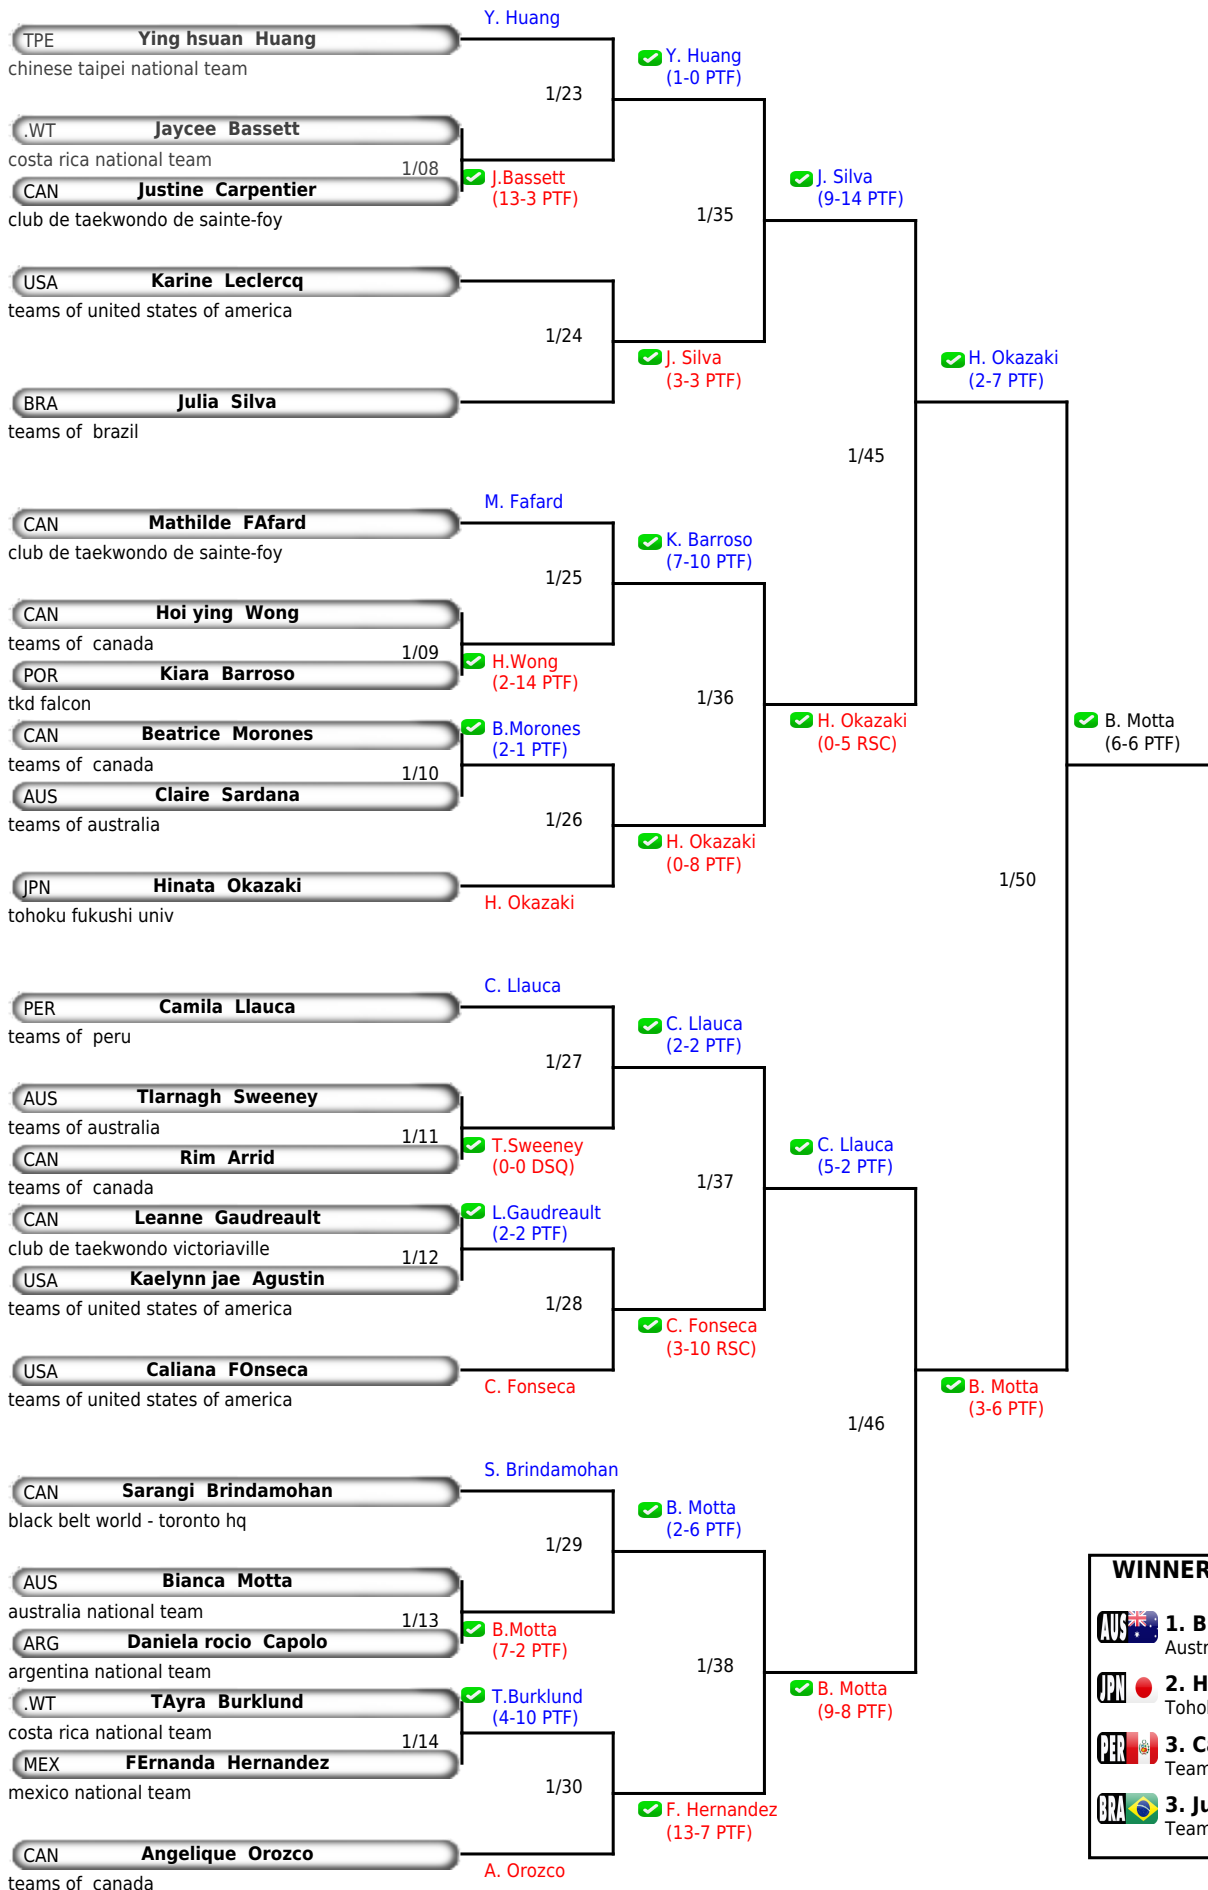 Y. Huang
TPE Ying hsuan Huang
chinese taipei national team
1/23
Y. Huang
(1-0 PTF)
.WT Jaycee Bassett
costa rica national team
1/08
CAN Justine Carpentier
club de taekwondo de sainte-foy
J.Bassett
(13-3 PTF)
1/35
J. Silva
(9-14 PTF)
USA Karine Leclercq
teams of united states of america
1/24
J. Silva
(3-3 PTF)
BRA Julia Silva
teams of brazil
H. Okazaki
(2-7 PTF)
1/45
M. Fafard
CAN Mathilde FAfard
club de taekwondo de sainte-foy
1/25
K. Barroso
(7-10 PTF)
CAN Hoi ying Wong
teams of canada
1/09
POR Kiara Barroso
tkd falcon
H.Wong
(2-14 PTF)
1/36
H. Okazaki
(0-5 RSC)
CAN Beatrice Morones
teams of canada
B.Morones
(2-1 PTF)
1/10
AUS Claire Sardana
teams of australia
1/26
H. Okazaki
(0-8 PTF)
JPN Hinata Okazaki
tohoku fukushi univ
H. Okazaki
B. Motta
(6-6 PTF)
1/50
C. Llauca
PER Camila Llauca
teams of peru
1/27
C. Llauca
(2-2 PTF)
AUS TIarnagh Sweeney
teams of australia
1/11
CAN Rim Arrid
teams of canada
T.Sweeney
(0-0 DSQ)
1/37
C. Llauca
(5-2 PTF)
CAN Leanne Gaudreault
club de taekwondo victoriaville
L.Gaudreault
(2-2 PTF)
1/12
USA Kaelynn jae Agustin
teams of united states of america
1/28
C. Fonseca
(3-10 RSC)
USA Caliana FOnseca
teams of united states of america
C. Fonseca
B. Motta
(3-6 PTF)
1/46
S. Brindamohan
CAN Sarangi Brindamohan
black belt world - toronto hq
1/29
B. Motta
(2-6 PTF)
AUS Bianca Motta
australia national team
1/13
ARG Daniela rocio Capolo
argentina national team
B.Motta
(7-2 PTF)
1/38
B. Motta
(9-8 PTF)
.WT TAyra Burklund
costa rica national team
T.Burklund
(4-10 PTF)
1/14
MEX FErnanda Hernandez
mexico national team
1/30
F. Hernandez
(13-7 PTF)
CAN Angelique Orozco
teams of canada
A. Orozco
WINNER
AUS 1. B
Austr
JPN 2. H
Toho
PER 3. Ca
Team
BRA 3. Ju
Team